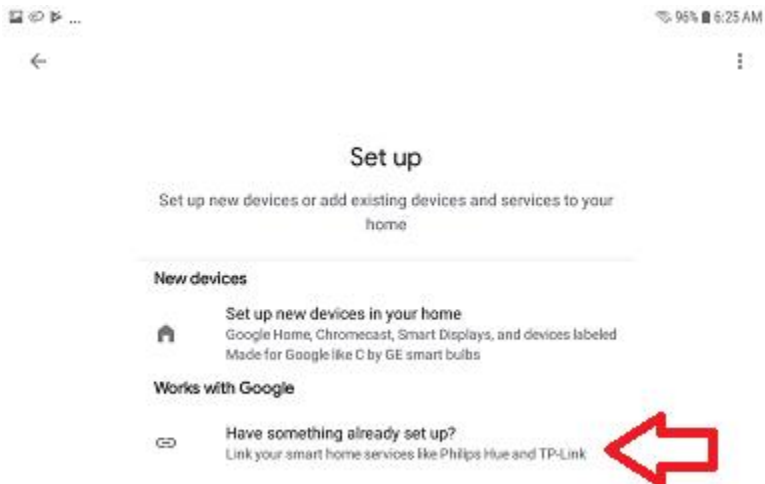 ... 96% 6:25 AM
Set up
Set up new devices or add existing devices and services to your
home
New devices
Set up new devices in your home
Google Home, Chromecast, Smart Displays, and devices labeled
Made for Google like C by GE smart bulbs
Works with Google
Have something already set up?
Link your smart home services like Philips Hue and TP-Link